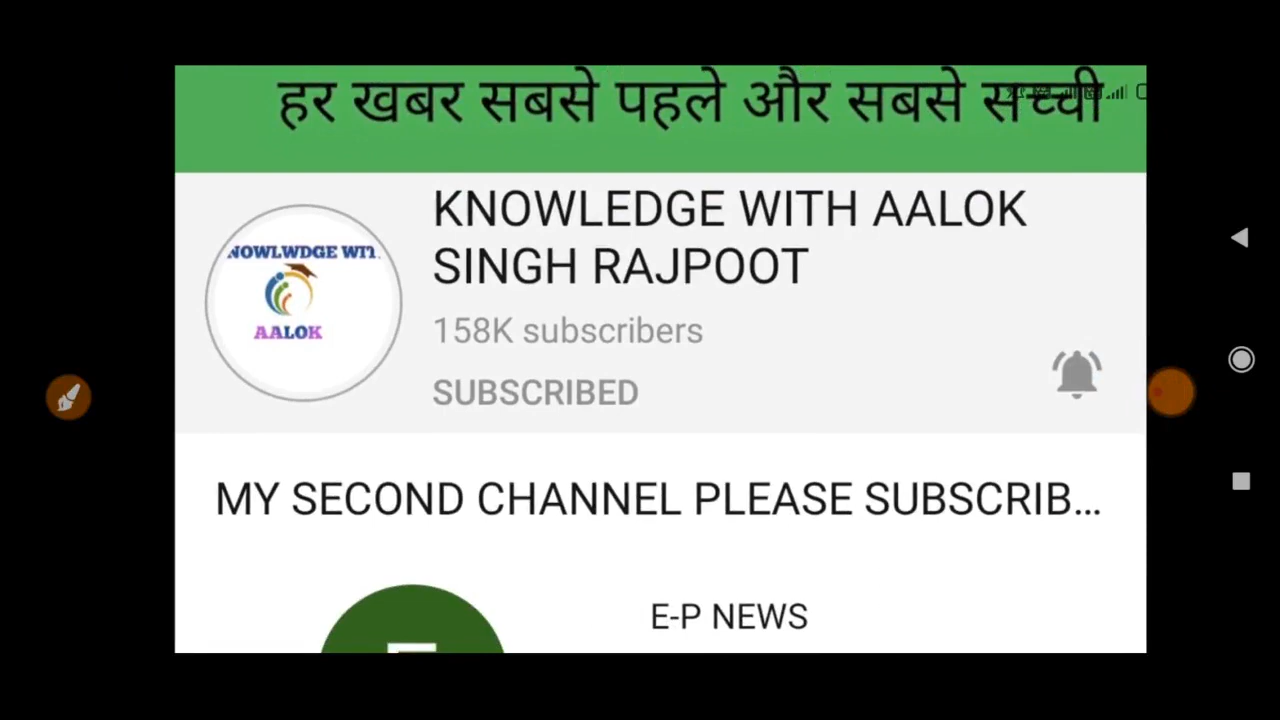 हर खबर सबसे पहले और सबसे सच्ची
KNOWLEDGE WITH AALOK
SINGH RAJPOOT
NOWLWDGE WIT
AALOK
158K subscribers
SUBSCRIBED
MY SECOND CHANNEL PLEASE SUBSCRIB...
E-P NEWS